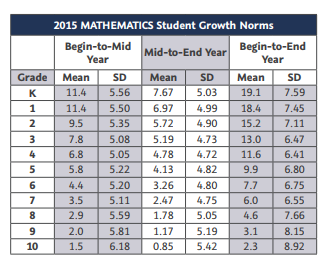 2015 MATHEMATICS Student Growth Norms
Begin-to-Mid Year Mid-to-End Year Begin-to-End Year
Grade Mean SD Mean SD Mean SD
K 11.4 5.56 7.67 5.03 19.1 7.59
1 11.4 5.50 6.97 4.99 18.4 7.45
2 9.5 5.35 5.72 4.90 15.2 7.11
3 7.8 5.08 5.19 4.73 13.0 6.47
4 6.8 5.05 4.78 4.72 11.6 6.41
5 5.8 5.22 4.13 4.82 9.9 6.80
6 4.4 5.20 3.26 4.80 7.7 6.75
7 3.5 5.11 2.47 4.75 6.0 6.55
8 2.9 5.59 1.78 5.05 4.6 7.66
9 2.0 5.81 1.17 5.19 3.1 8.15
10 1.5 6.18 0.85 5.42 2.3 8.92